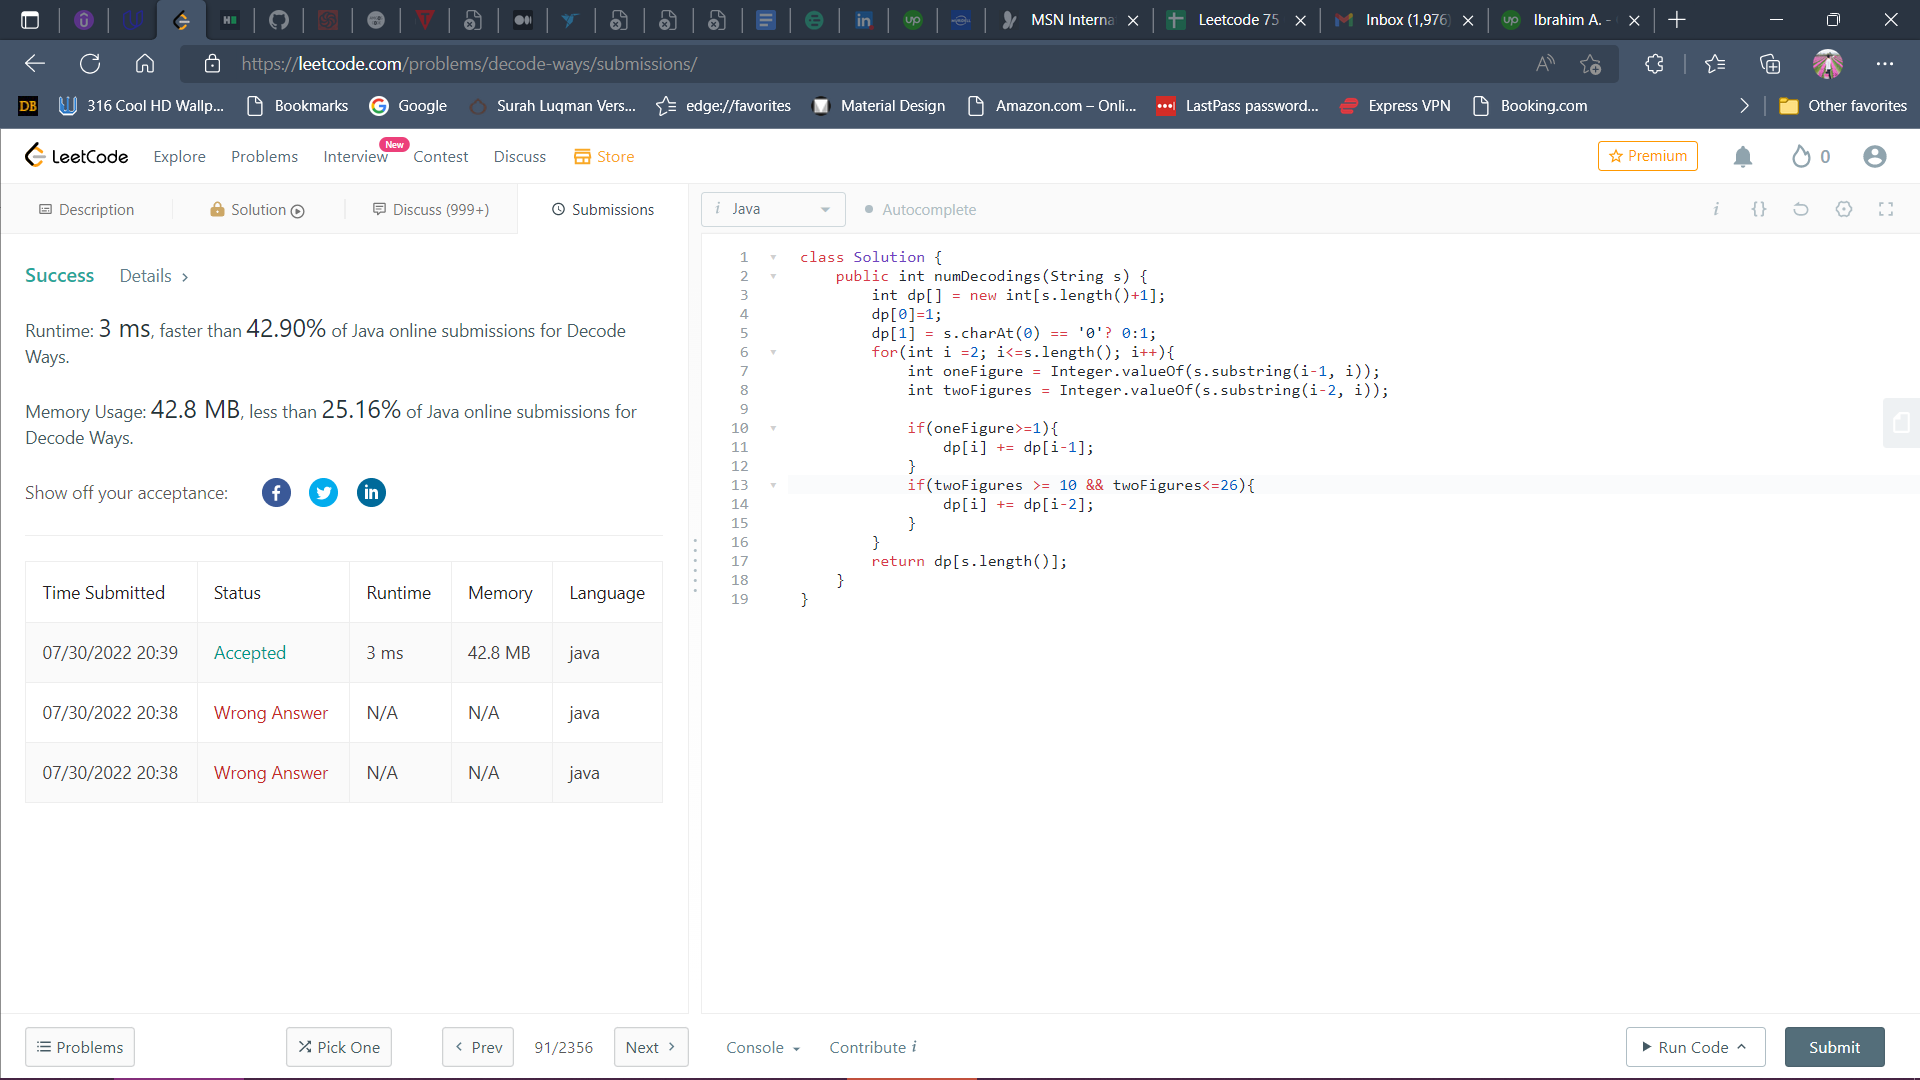 MSN Interna
Leetcode 75
Inbox (1,976)
Ibrahim A. -
https://leetcode.com/problems/decode-ways/submissions/
DB
316 Cool HD Wallp...
Bookmarks
Google
Surah Luqman Vers...
edge://favorites
Material Design
Amazon.com – Onli...
LastPass password...
Express VPN
Booking.com
Other favorites
LeetCode
Explore
Problems
Interview
New
Contest
Discuss
Store
Premium
0
Description
Solution
Discuss (999+)
Submissions
Java
Autocomplete
Success Details >
Runtime: 3 ms, faster than 42.90% of Java online submissions for Decode
Ways.
Memory Usage: 42.8 MB, less than 25.16% of Java online submissions for
Decode Ways.
Show off your acceptance:
Time Submitted Status Runtime Memory Language
07/30/2022 20:39 Accepted 3 ms 42.8 MB java
07/30/2022 20:38 Wrong Answer N/A N/A java
07/30/2022 20:38 Wrong Answer N/A N/A java
1 class Solution {
2 public int numDecodings(String s) {
3 int dp[] = new int[s.length()+1];
4 dp[0]=1;
5 dp[1] = s.charAt(0) == '0'? 0:1;
6 for(int i =2; i<=s.length(); i++){
7 int oneFigure = Integer.valueOf(s.substring(i-1, i));
8 int twoFigures = Integer.valueOf(s.substring(i-2, i));
9
10 if(oneFigure>=1){
11 dp[i] += dp[i-1];
12 }
13 if(twoFigures >= 10 && twoFigures<=26){
14 dp[i] += dp[i-2];
15 }
16 }
17 return dp[s.length()];
18 }
19 }
Problems
Pick One
Prev
91/2356
Next
Console
Contribute i
Run Code
Submit